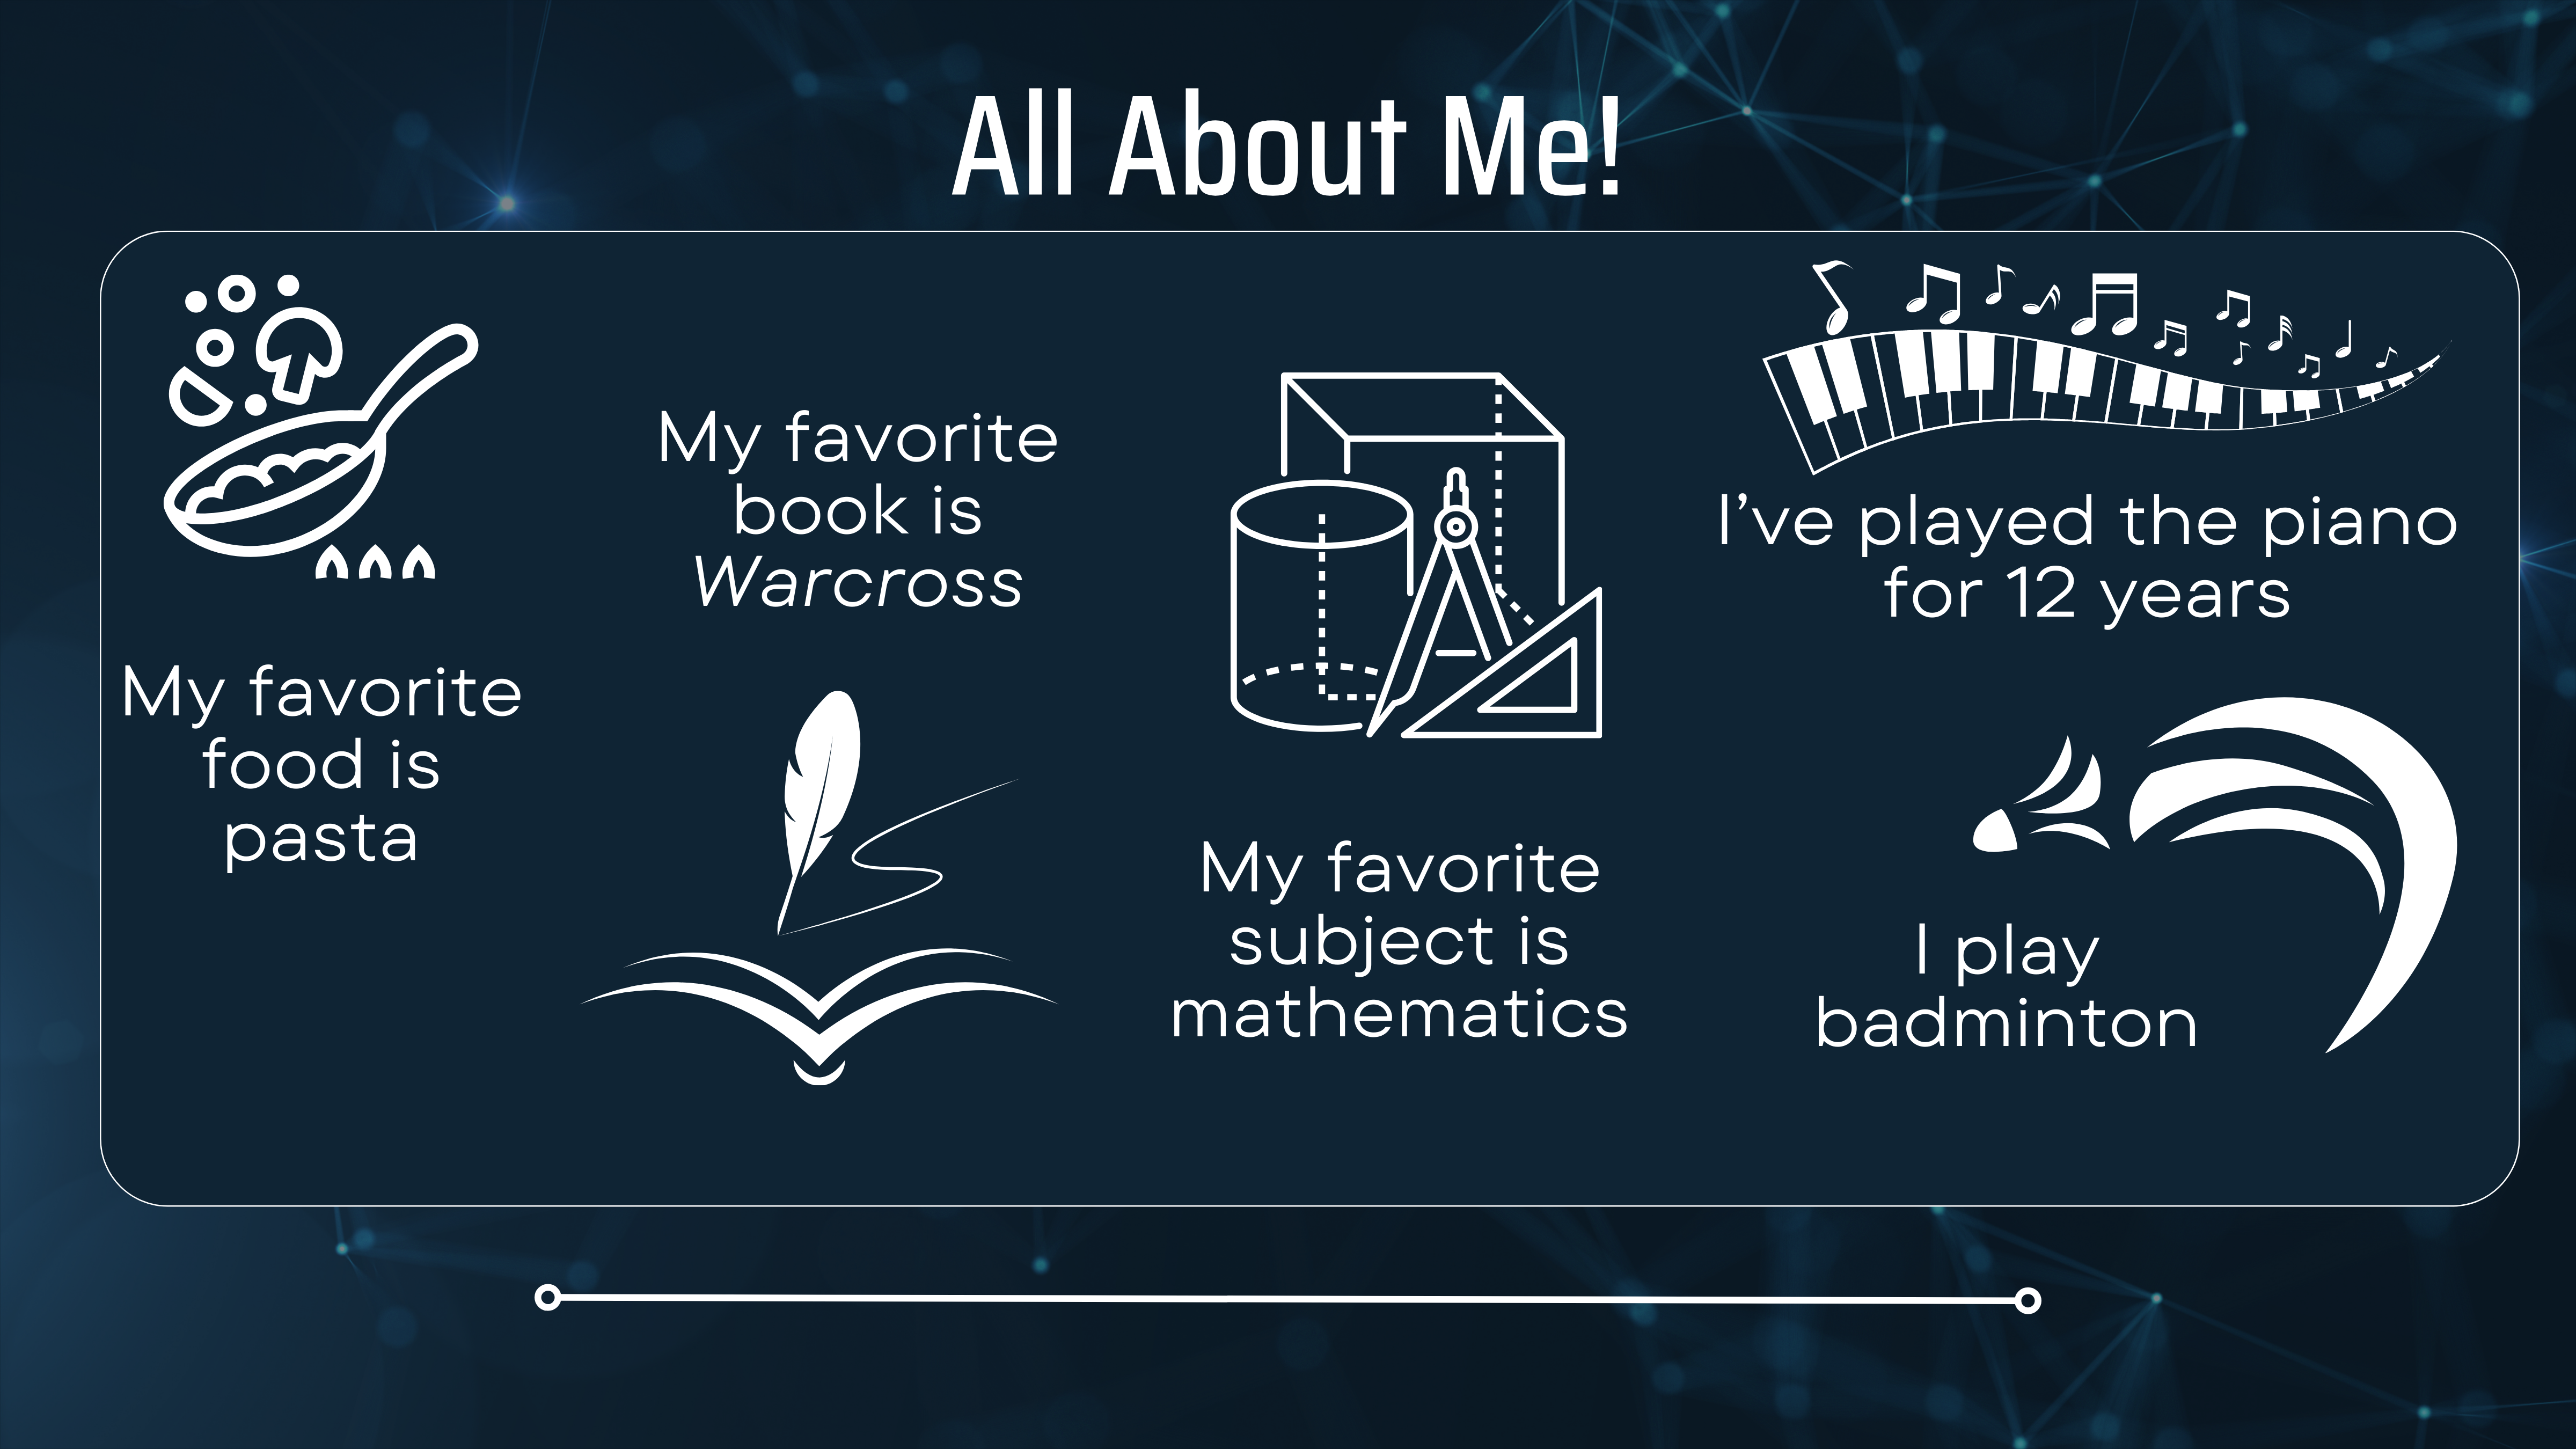 All About Me!
My favorite
food is
pasta
My favorite
book is
Warcross
My favorite
subject is
mathematics
I’ve played the piano
for 12 years
I play
badminton